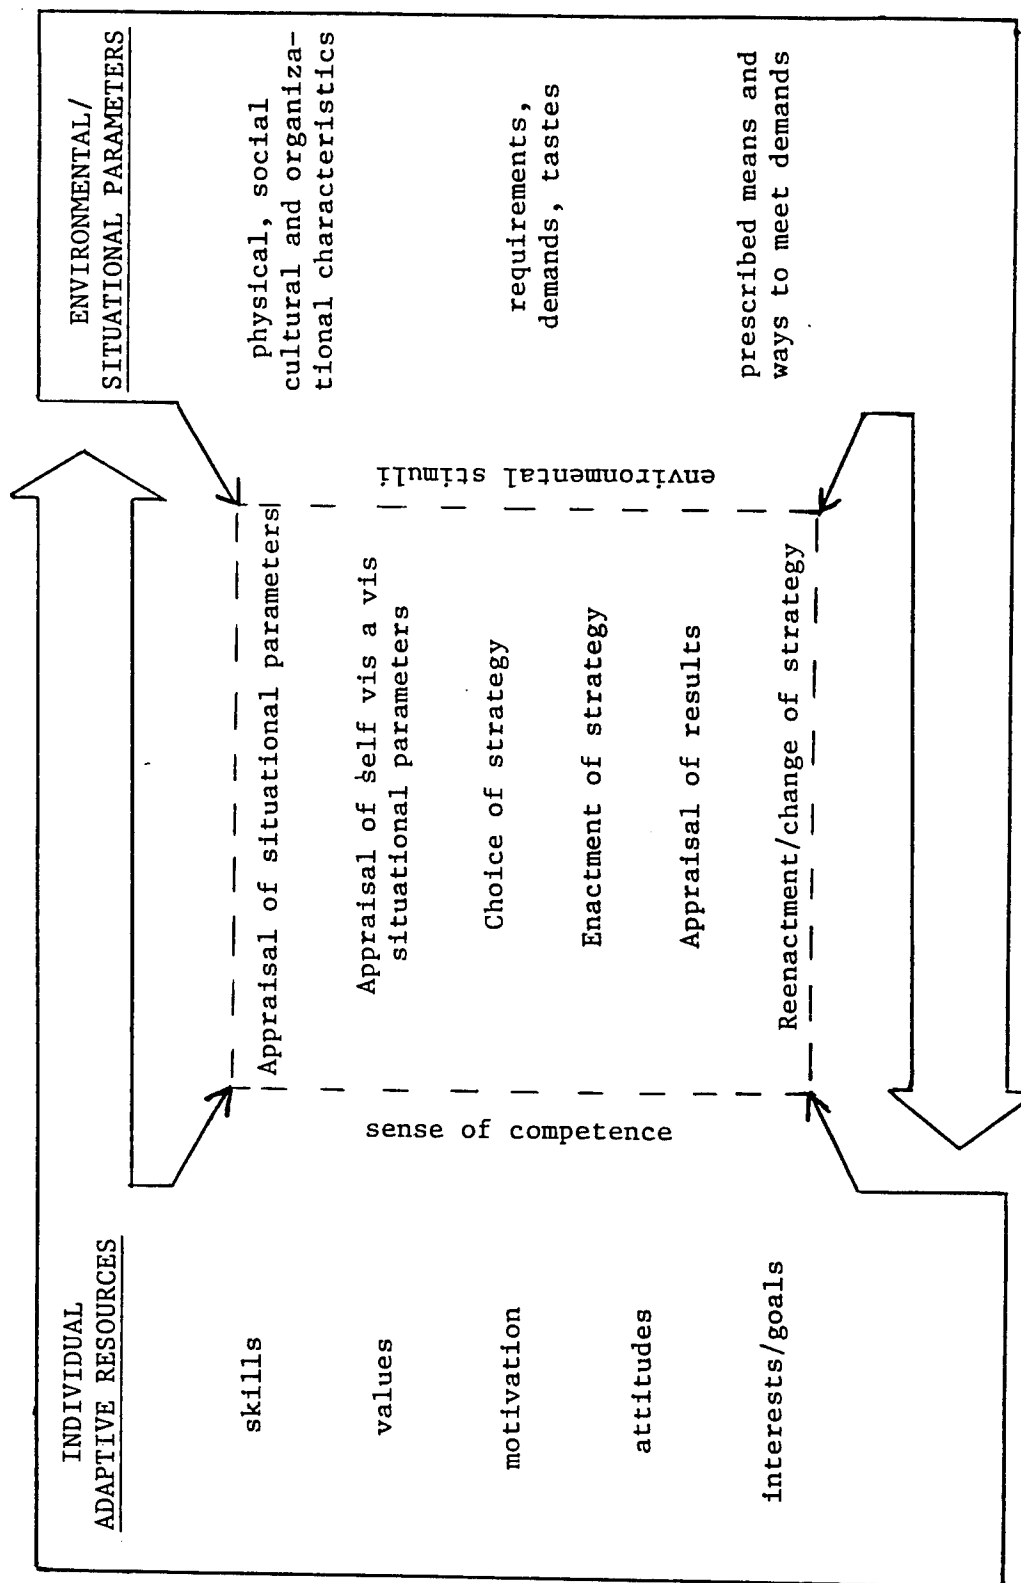 INDIVIDUAL
ADAPTIVE RESOURCES
skills
values
motivation
attitudes
interests/goals
sense of competence
Appraisal of situational parameters
Appraisal of self vis a vis
situational parameters
Choice of strategy
Enactment of strategy
Appraisal of results
Reenactment/change of strategy
environmental stimuli
ENVIRONMENTAL/
SITUATIONAL PARAMETERS
physical, social
cultural and organiza-
tional characteristics
requirements,
demands, tastes
prescribed means and
ways to meet demands